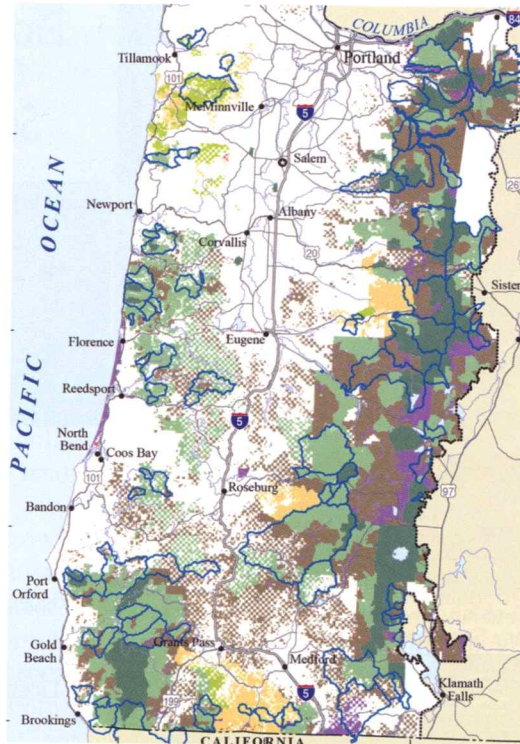 COLUMBIA
84
Tillamook
Portland
101
McMinnville
5
Salem
26
PACIFIC OCEAN
Newport
Albany
Corvallis
20
Sister
Florence
Eugene
Reedsport
5
North
Bend
Coos Bay
101
Roseburg
97
Bandon
Port
Orford
Gold
Beach
Grants Pass
Medford
Klamath
Falls
199
5
Brookings
CALIFORNIA